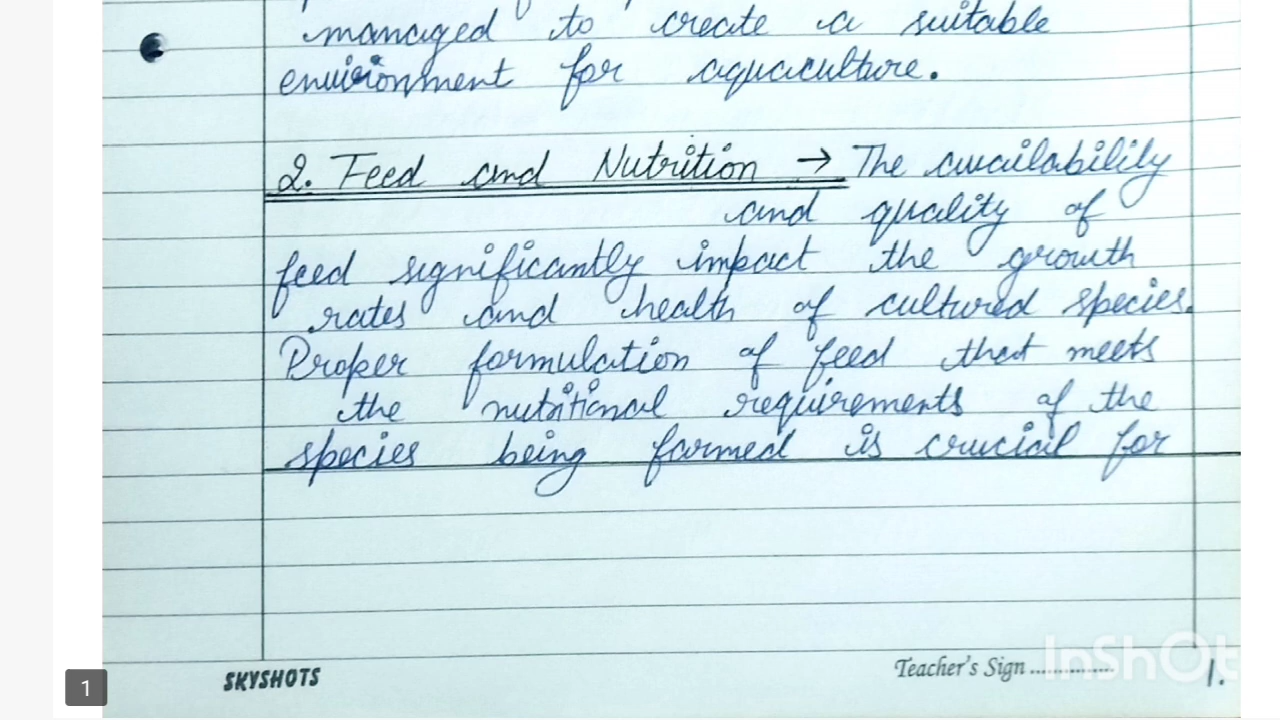 managed to create a suitable
environment for aquaculture.
2. Feed and Nutrition → The availability
and quality of
feed significantly impact the growth
rates and health of cultured species.
Proper formulation of feed that meets
the nutritional requirements of the
species being farmed is crucial for
SKYSHOTS
Teacher's Sign ................
InShOt
1.
1